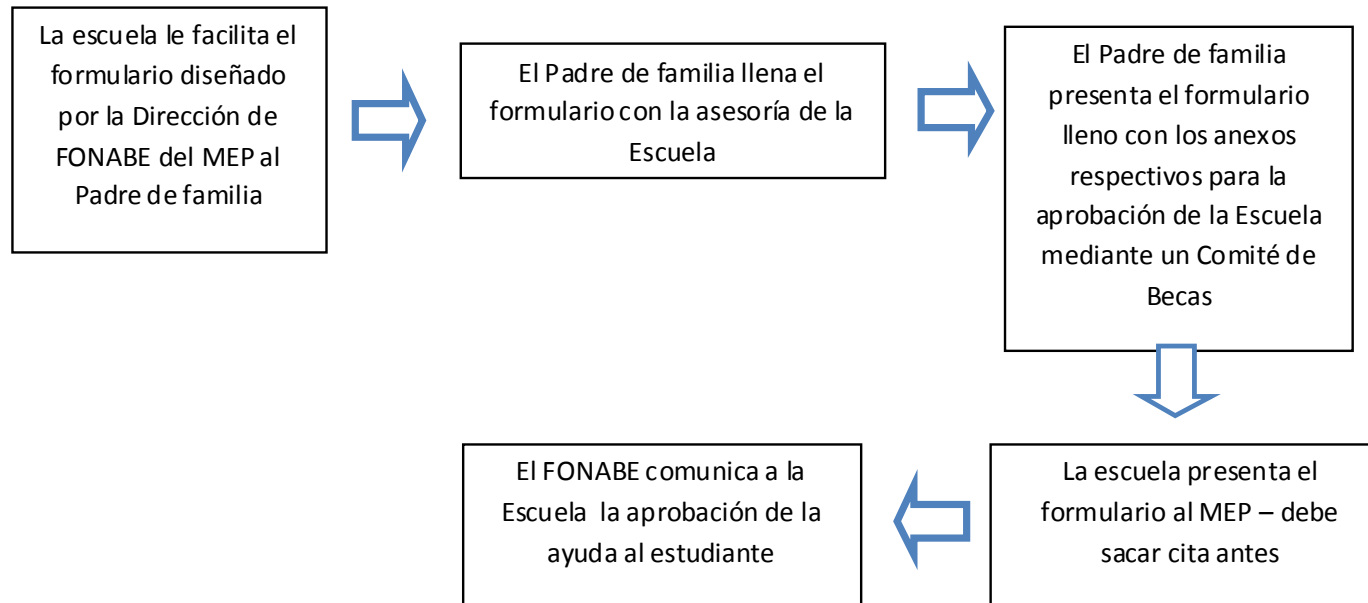 La escuela le facilita el
formulario diseñado
por la Dirección de
FONABE del MEP al
Padre de familia
El Padre de familia llena el
formulario con la asesoría de la
Escuela
El Padre de familia
presenta el formulario
lleno con los anexos
respectivos para la
aprobación de la Escuela
mediante un Comité de
Becas
La escuela presenta el
formulario al MEP – debe
sacar cita antes
El FONABE comunica a la
Escuela la aprobación de la
ayuda al estudiante